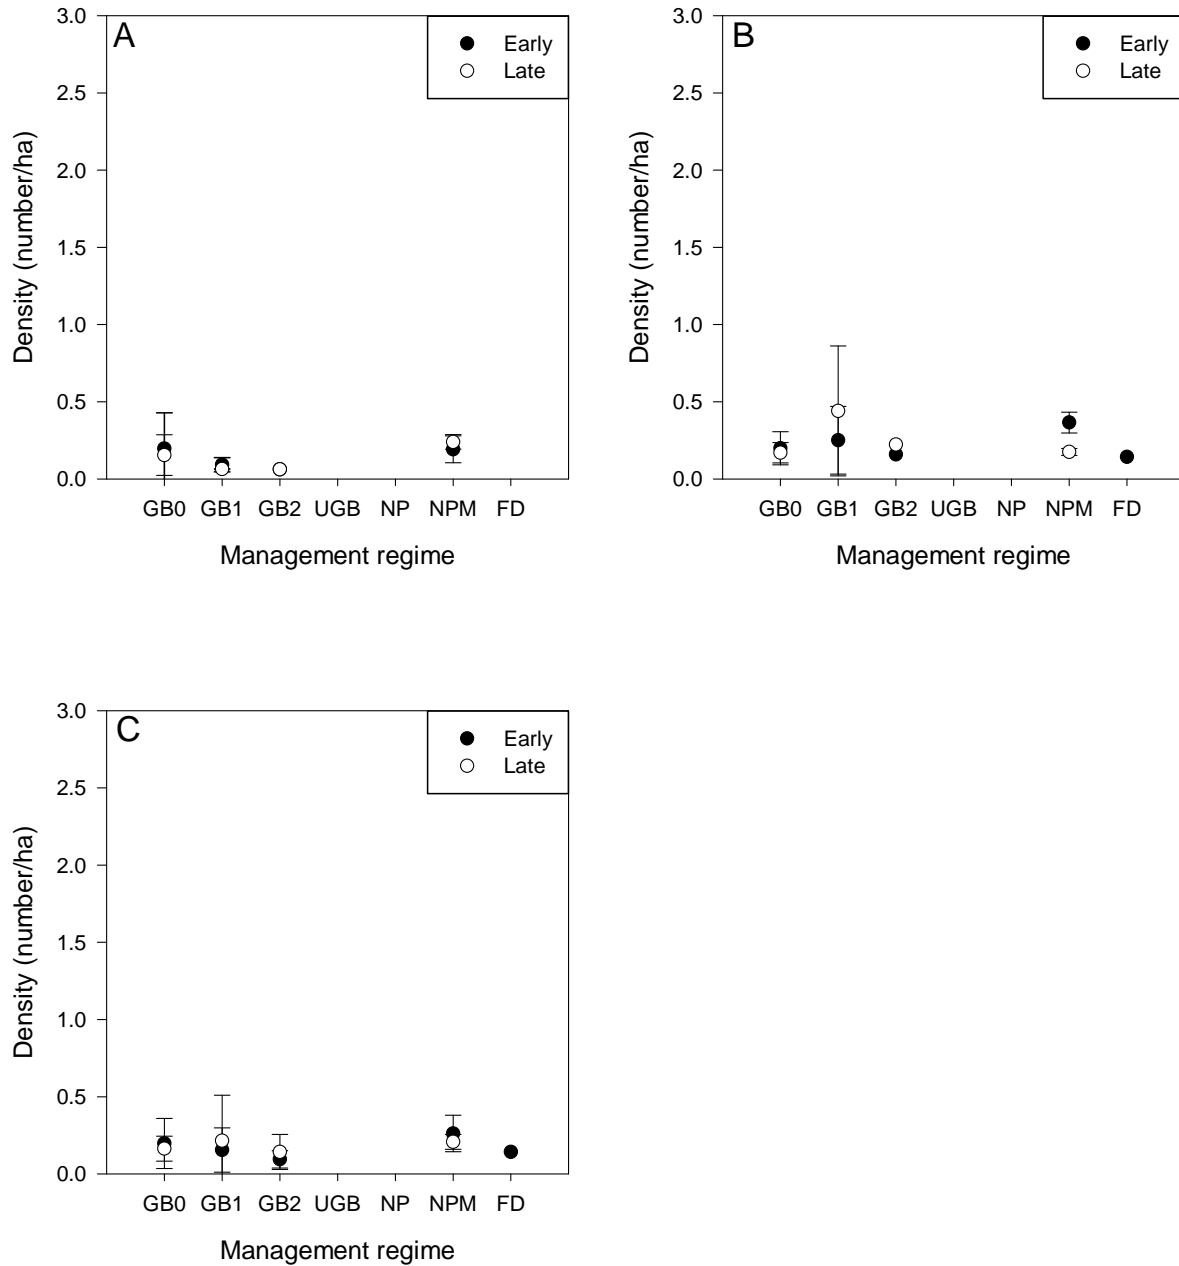 A
Early
Late
3.0
2.5
2.0
1.5
1.0
0.5
0.0
Density (number/ha)
GB0 GB1 GB2 UGB NP NPM FD
Management regime
B
Early
Late
3.0
2.5
2.0
1.5
1.0
0.5
0.0
Density (number/ha)
GB0 GB1 GB2 UGB NP NPM FD
Management regime
C
Early
Late
3.0
2.5
2.0
1.5
1.0
0.5
0.0
Density (number/ha)
GB0 GB1 GB2 UGB NP NPM FD
Management regime